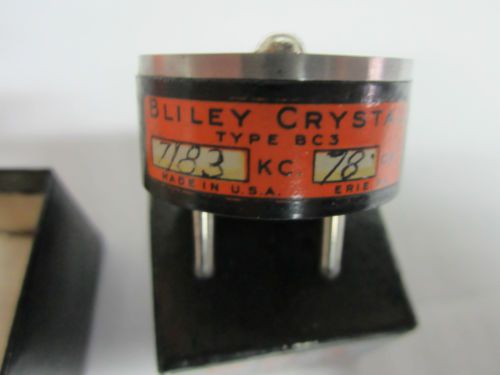 BLILEY CRYSTA
TYPE BC3
7183 KC. 78°
MADE IN U.S.A. ERIE